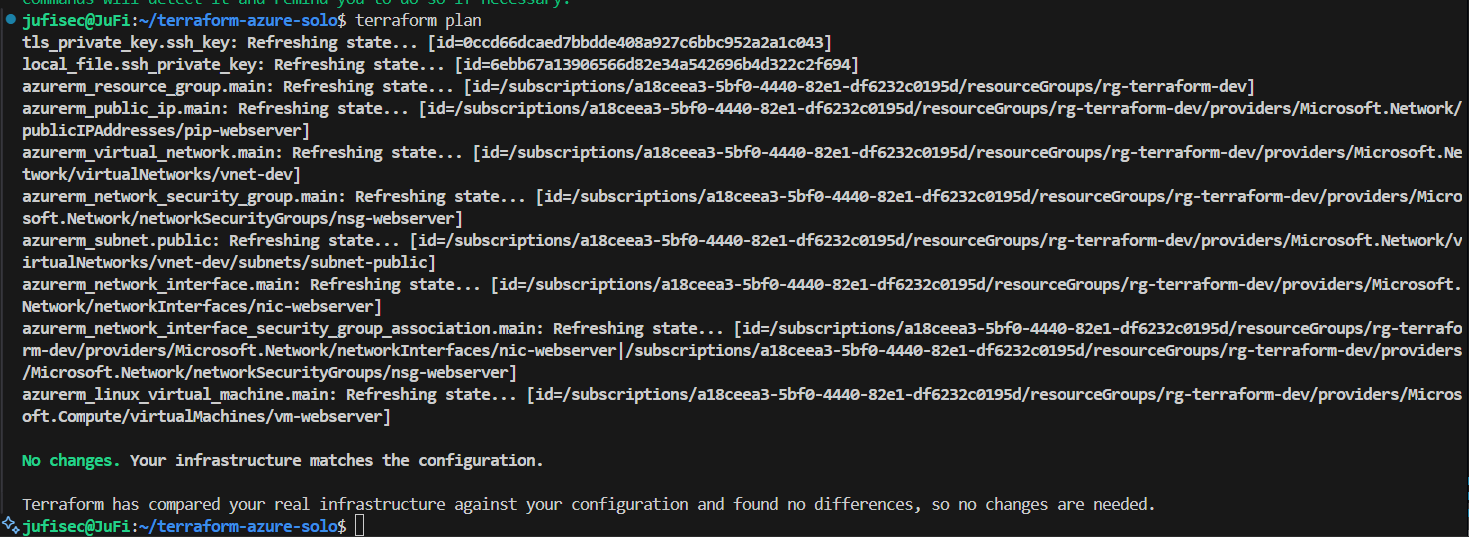 commands will detect it and remind you to do so if necessary.
jufisec@JuFi:~/terraform-azure-solo$ terraform plan
tls_private_key.ssh_key: Refreshing state... [id=0ccd66dcaed7bbdde408a927c6bbc952a2a1c043]
local_file.ssh_private_key: Refreshing state... [id=6ebb67a13906566d82e34a542696b4d322c2f694]
azurerm_resource_group.main: Refreshing state... [id=/subscriptions/a18ceea3-5bf0-4440-82e1-df6232c0195d/resourceGroups/rg-terraform-dev]
azurerm_public_ip.main: Refreshing state... [id=/subscriptions/a18ceea3-5bf0-4440-82e1-df6232c0195d/resourceGroups/rg-terraform-dev/providers/Microsoft.Network/
publicIPAddresses/pip-webserver]
azurerm_virtual_network.main: Refreshing state... [id=/subscriptions/a18ceea3-5bf0-4440-82e1-df6232c0195d/resourceGroups/rg-terraform-dev/providers/Microsoft.Ne
twork/virtualNetworks/vnet-dev]
azurerm_network_security_group.main: Refreshing state... [id=/subscriptions/a18ceea3-5bf0-4440-82e1-df6232c0195d/resourceGroups/rg-terraform-dev/providers/Micro
soft.Network/networkSecurityGroups/nsg-webserver]
azurerm_subnet.public: Refreshing state... [id=/subscriptions/a18ceea3-5bf0-4440-82e1-df6232c0195d/resourceGroups/rg-terraform-dev/providers/Microsoft.Network/v
irtualNetworks/vnet-dev/subnets/subnet-public]
azurerm_network_interface.main: Refreshing state... [id=/subscriptions/a18ceea3-5bf0-4440-82e1-df6232c0195d/resourceGroups/rg-terraform-dev/providers/Microsoft.
Network/networkInterfaces/nic-webserver]
azurerm_network_interface_security_group_association.main: Refreshing state... [id=/subscriptions/a18ceea3-5bf0-4440-82e1-df6232c0195d/resourceGroups/rg-terrafo
rm-dev/providers/Microsoft.Network/networkInterfaces/nic-webserver|/subscriptions/a18ceea3-5bf0-4440-82e1-df6232c0195d/resourceGroups/rg-terraform-dev/providers
/Microsoft.Network/networkSecurityGroups/nsg-webserver]
azurerm_linux_virtual_machine.main: Refreshing state... [id=/subscriptions/a18ceea3-5bf0-4440-82e1-df6232c0195d/resourceGroups/rg-terraform-dev/providers/Micros
oft.Compute/virtualMachines/vm-webserver]
No changes. Your infrastructure matches the configuration.
Terraform has compared your real infrastructure against your configuration and found no differences, so no changes are needed.
jufisec@JuFi:~/terraform-azure-solo$